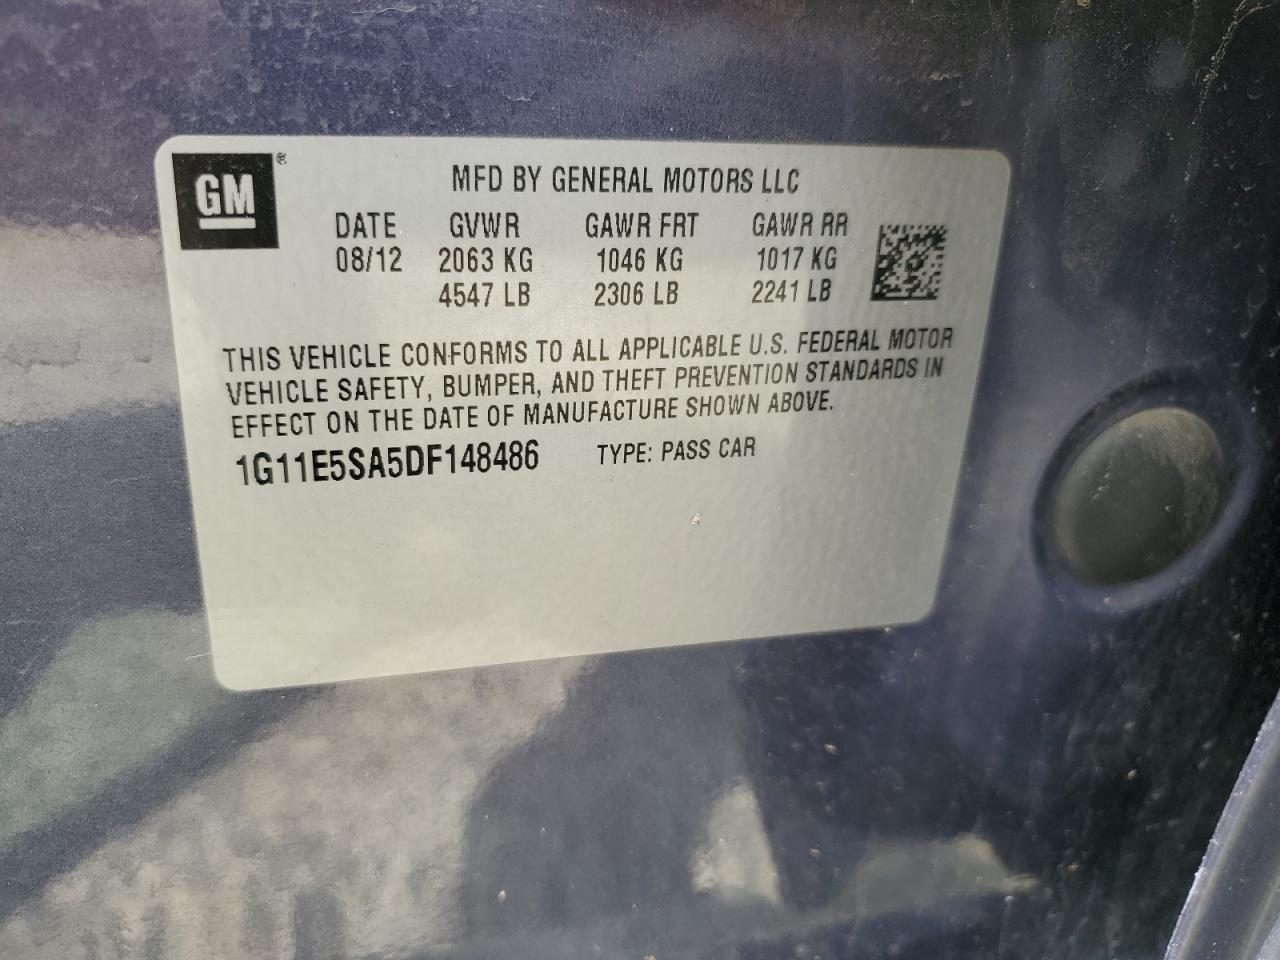 GM®
MFD BY GENERAL MOTORS LLC
DATE GVWR GAWR FRT GAWR RR
08/12 2063 KG 1046 KG 1017 KG
4547 LB 2306 LB 2241 LB
THIS VEHICLE CONFORMS TO ALL APPLICABLE U.S. FEDERAL MOTOR
VEHICLE SAFETY, BUMPER, AND THEFT PREVENTION STANDARDS IN
EFFECT ON THE DATE OF MANUFACTURE SHOWN ABOVE.
1G11E5SA5DF148486 TYPE: PASS CAR